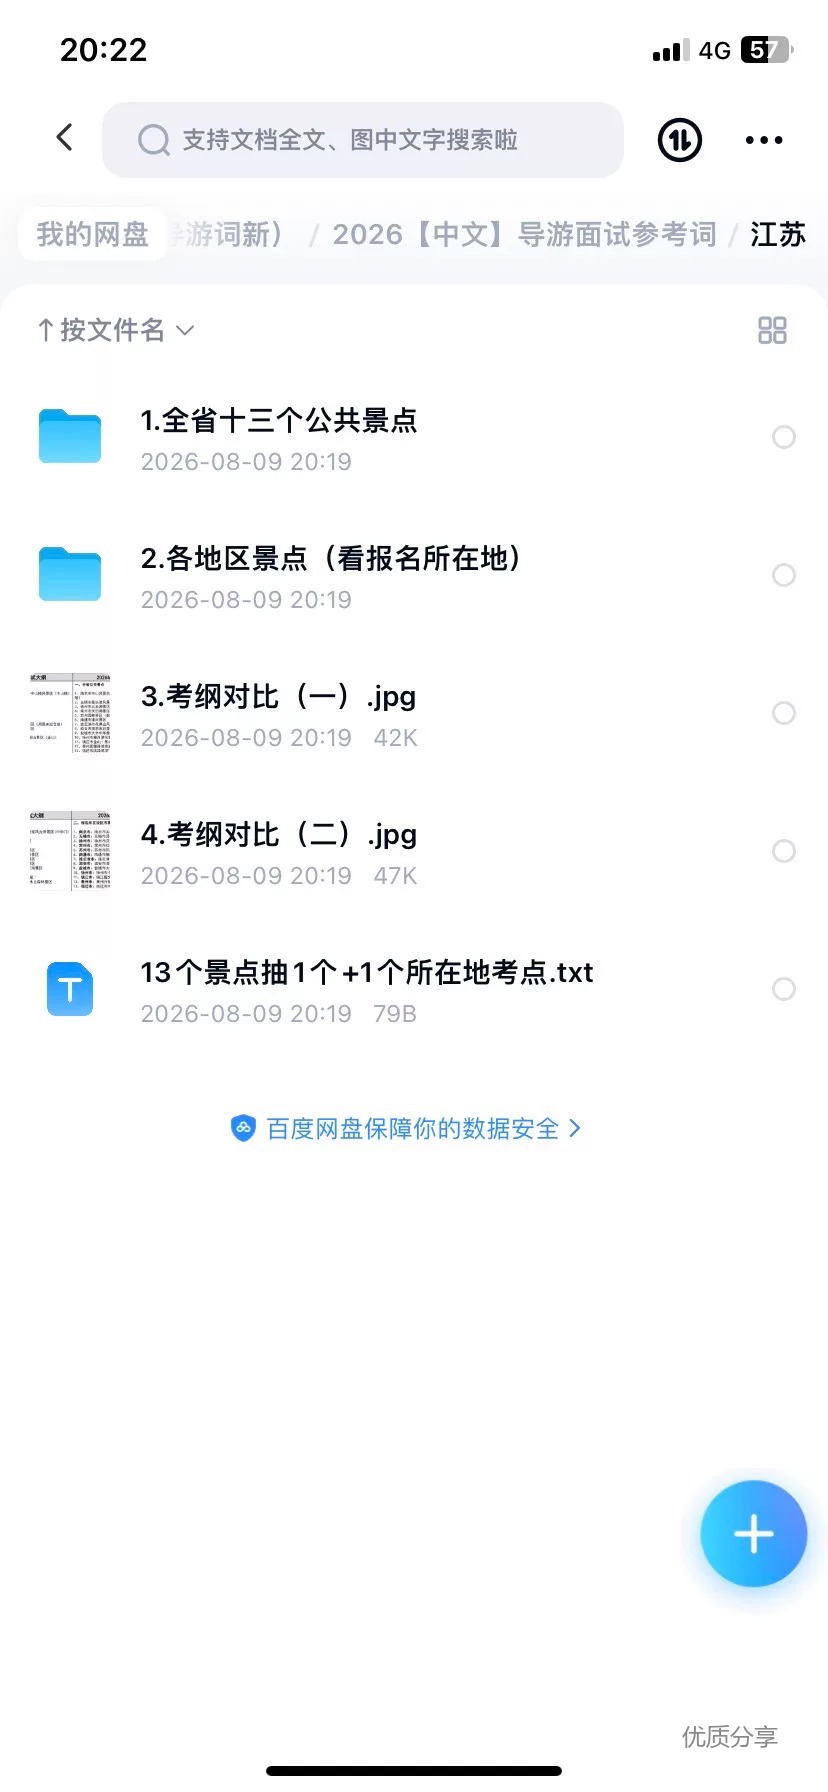 20:22
4G 57
支持文档全文、图中文字搜索啦
我的网盘 游词新） / 2026【中文】导游面试参考词 / 江苏
↑按文件名
1.全省十三个公共景点
2026-08-09 20:19
2.各地区景点（看报名所在地）
2026-08-09 20:19
3.考纲对比（一）.jpg
2026-08-09 20:19 42K
4.考纲对比（二）.jpg
2026-08-09 20:19 47K
T
13个景点抽1个+1个所在地考点.txt
2026-08-09 20:19 79B
百度网盘保障你的数据安全
优质分享